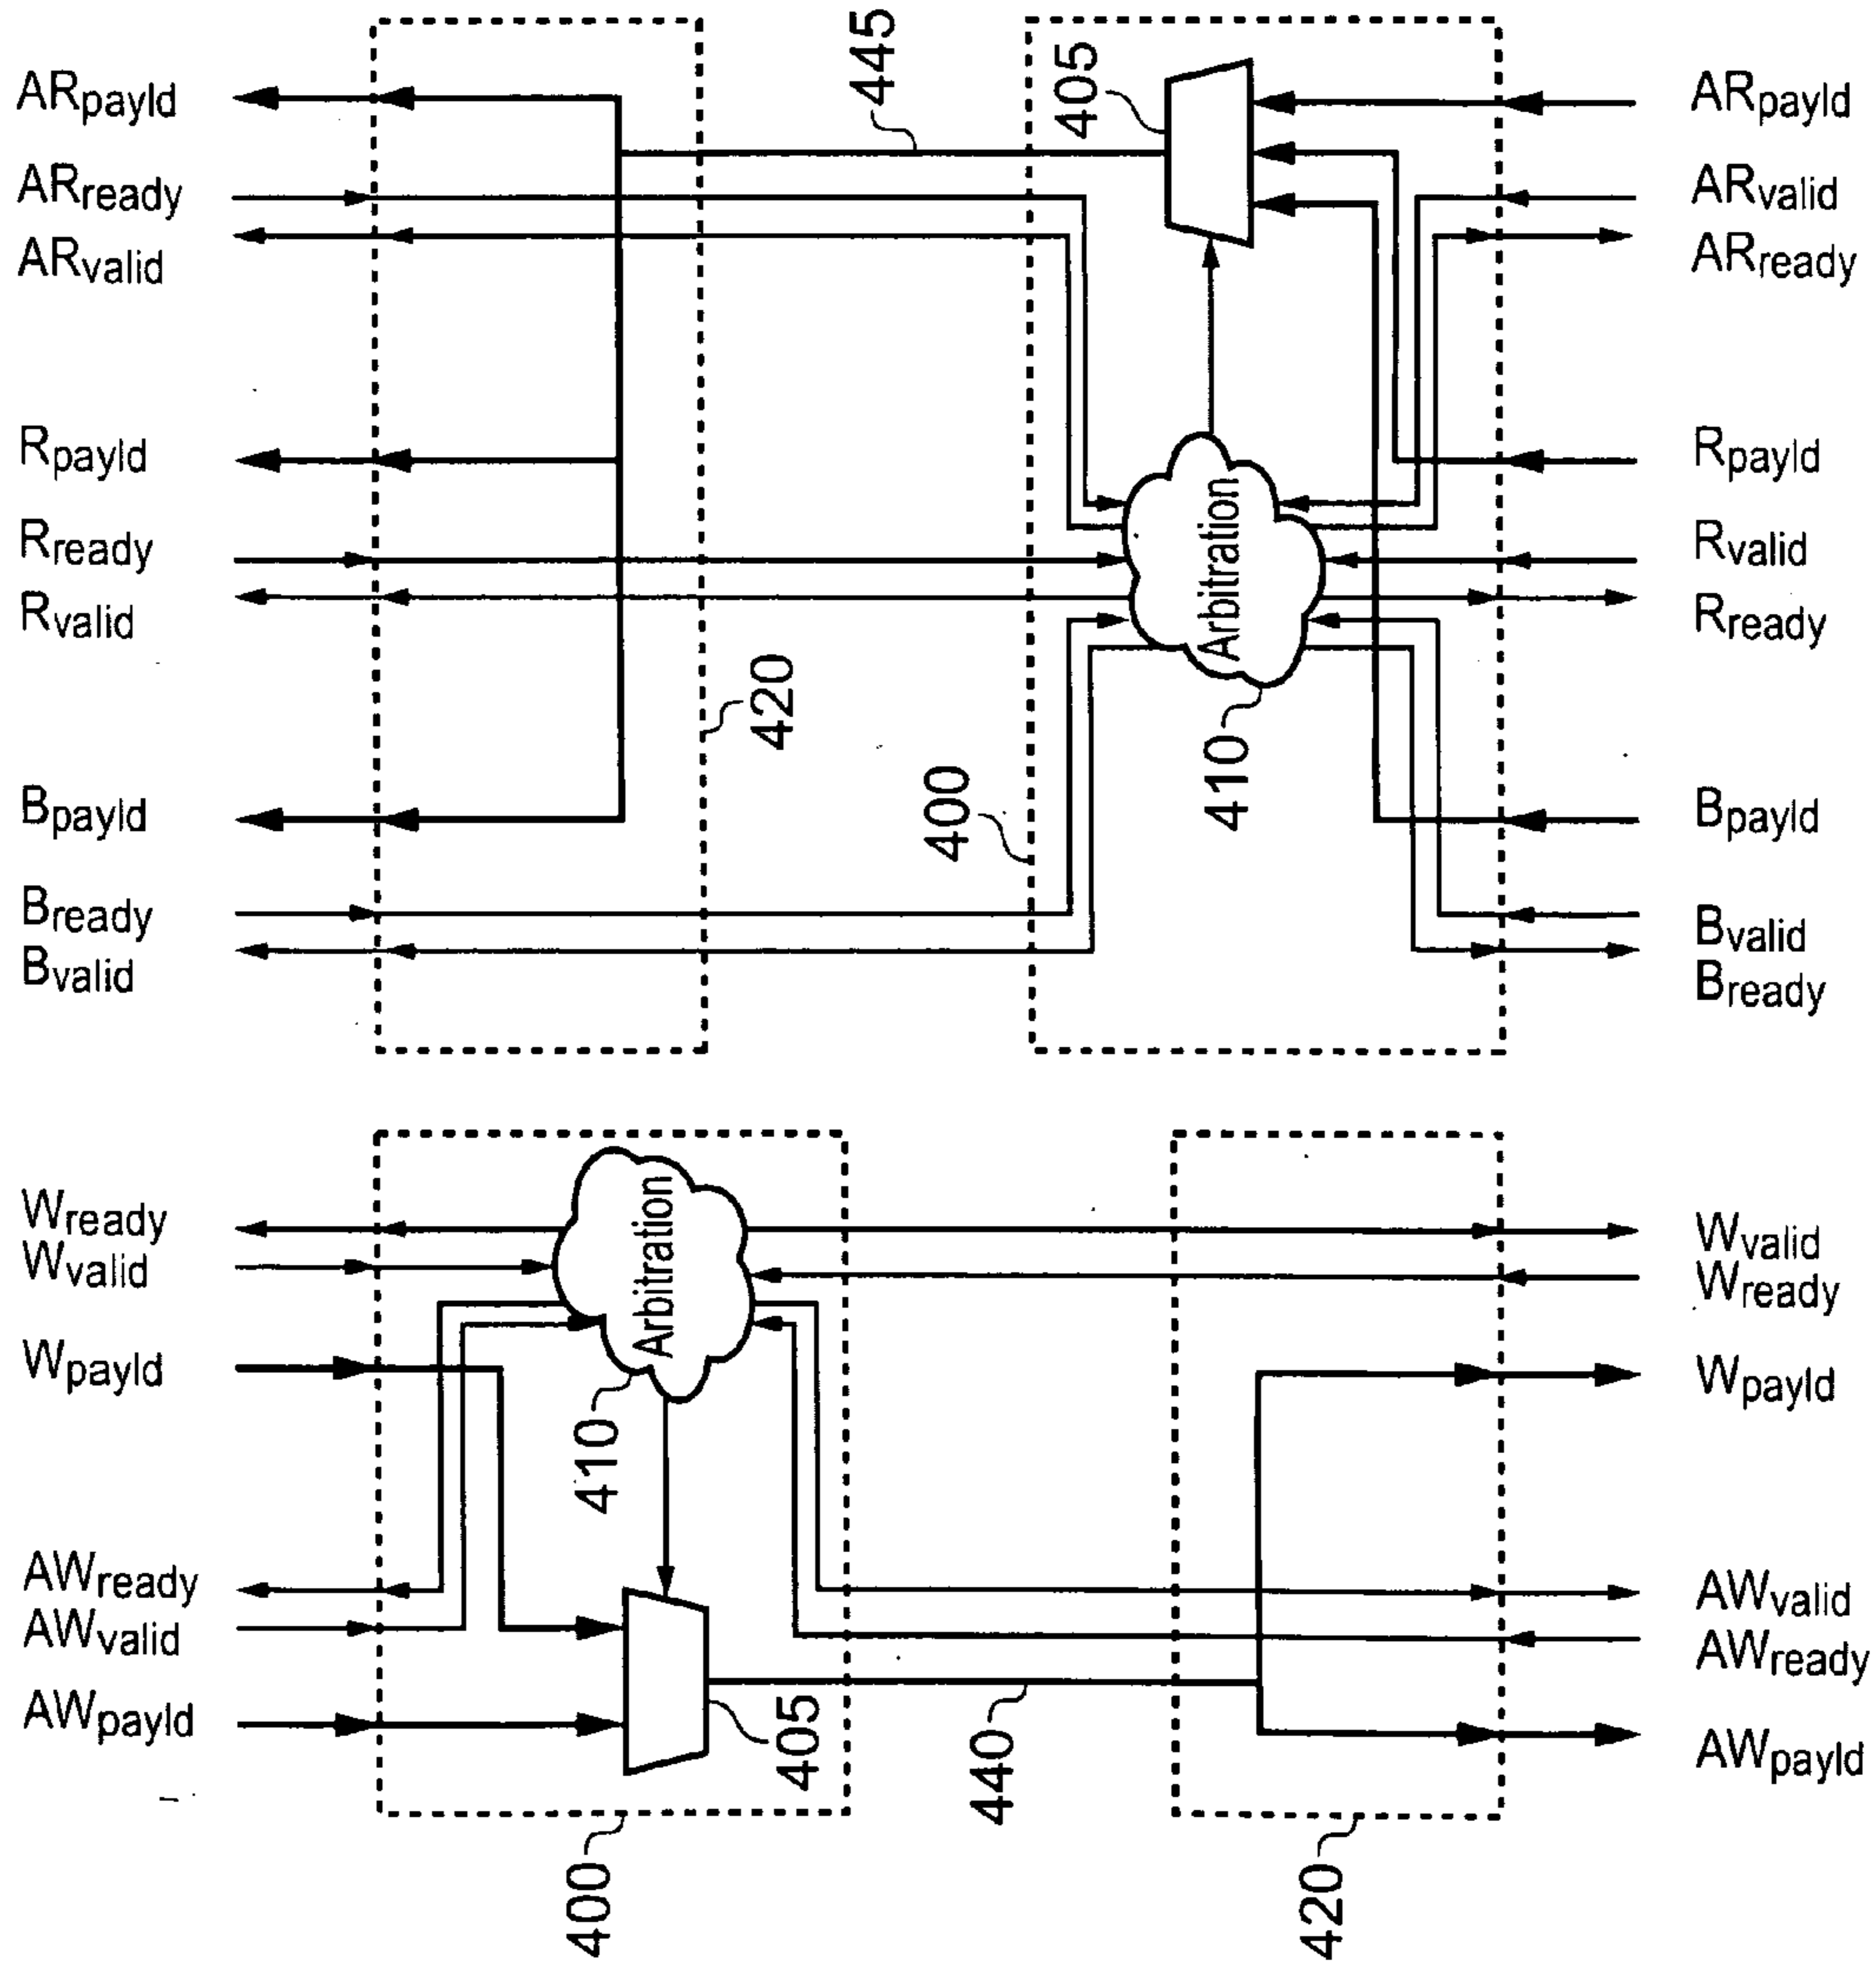 ARpayld
ARready
ARvalid
Rpayld
Rready
Rvalid
Bpayld
Bready
Bvalid
Wready
Wvalid
Wpayld
AWready
AWvalid
AWpayld
445
405
420
400
410
Arbitration
Arbitration
410
405
440
400
420
ARpayld
ARvalid
ARready
Rpayld
Rvalid
Rready
Bpayld
Bvalid
Bready
Wvalid
Wready
Wpayld
AWvalid
AWready
AWpayld